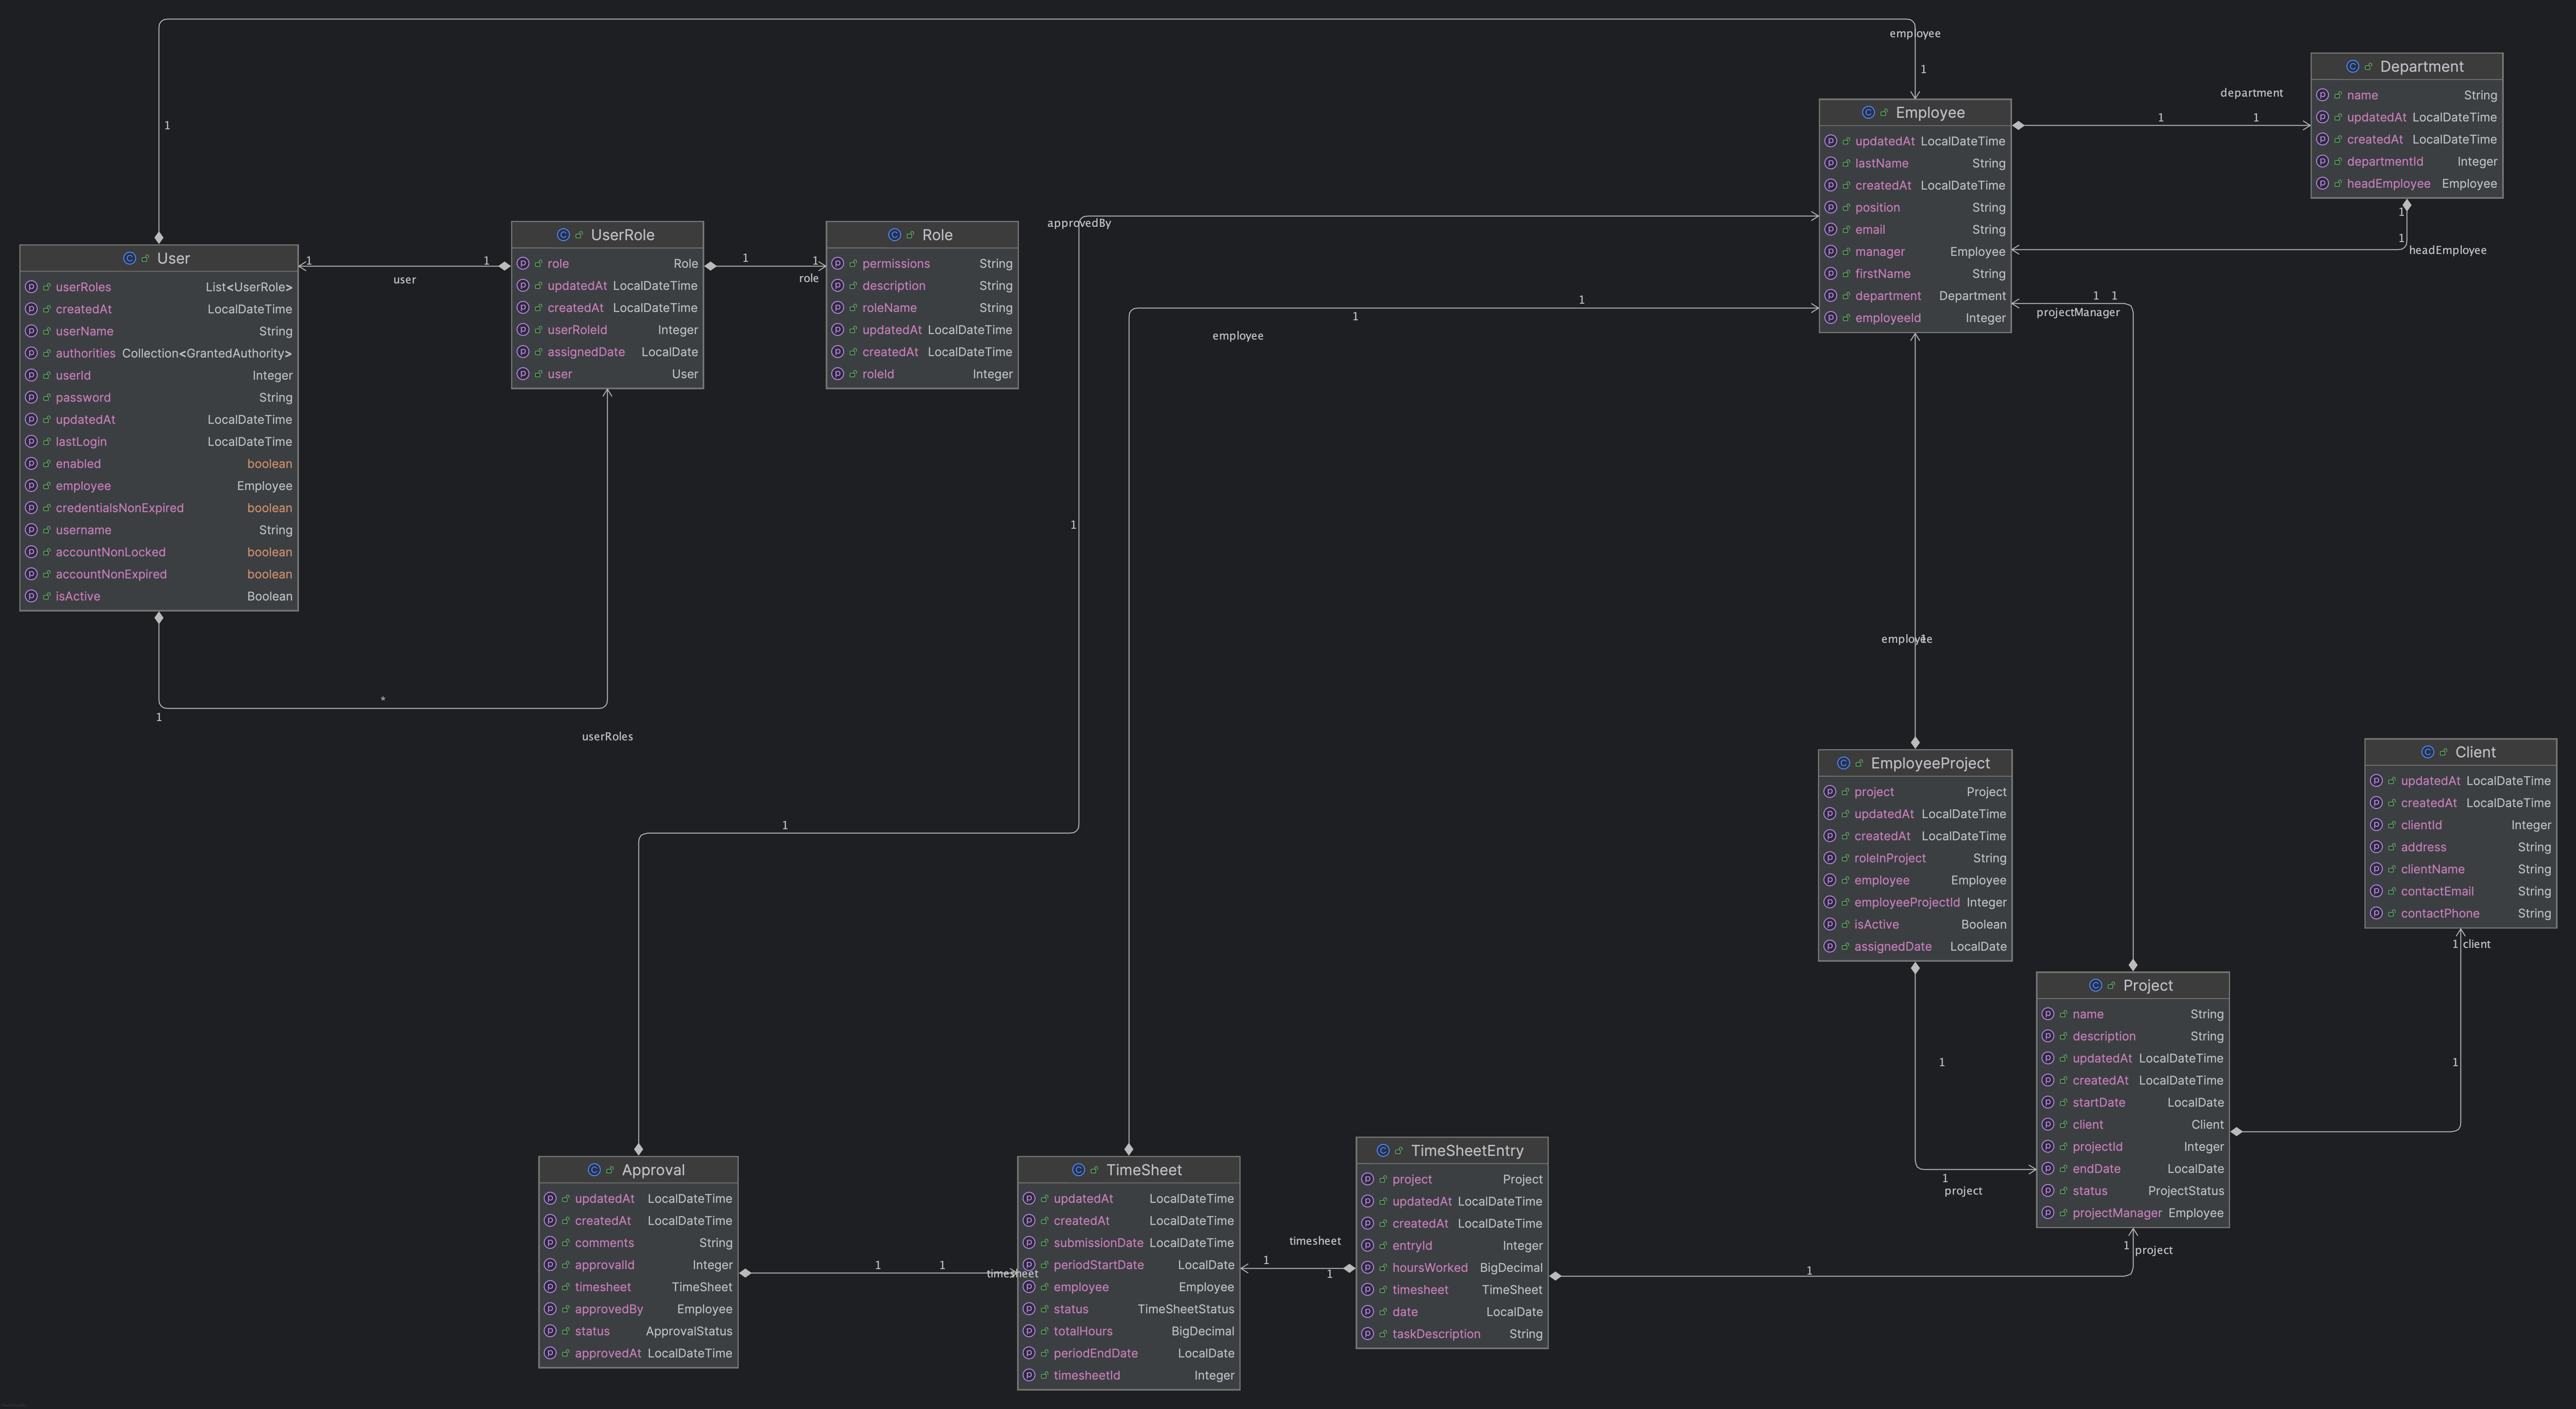 employee
1
1
Department
name String
updatedAt LocalDateTime
createdAt LocalDateTime
departmentId Integer
headEmployee Employee
department
1 1
1
1
headEmployee
Employee
updatedAt LocalDateTime
lastName String
createdAt LocalDateTime
position String
email String
manager Employee
firstName String
department Department
employeeId Integer
approvedBy
1
1
employee
1
1
1 1
projectManager
User
userRoles List<UserRole>
createdAt LocalDateTime
userName String
authorities Collection<GrantedAuthority>
userId Integer
password String
updatedAt LocalDateTime
lastLogin LocalDateTime
enabled boolean
employee Employee
credentialsNonExpired boolean
username String
accountNonLocked boolean
accountNonExpired boolean
isActive Boolean
1 1
user
UserRole
role Role
updatedAt LocalDateTime
createdAt LocalDateTime
userRoleId Integer
assignedDate LocalDate
user User
1 1
role
Role
permissions String
description String
roleName String
updatedAt LocalDateTime
createdAt LocalDateTime
roleId Integer
*
1
userRoles
employee
1
EmployeeProject
project Project
updatedAt LocalDateTime
createdAt LocalDateTime
roleInProject String
employee Employee
employeeProjectId Integer
isActive Boolean
assignedDate LocalDate
Client
updatedAt LocalDateTime
createdAt LocalDateTime
clientId Integer
address String
clientName String
contactEmail String
contactPhone String
1 client
1
1
1
project
Project
name String
description String
updatedAt LocalDateTime
createdAt LocalDateTime
startDate LocalDate
client Client
projectId Integer
endDate LocalDate
status ProjectStatus
projectManager Employee
1 project
1
Approval
updatedAt LocalDateTime
createdAt LocalDateTime
comments String
approvalId Integer
timesheet TimeSheet
approvedBy Employee
status ApprovalStatus
approvedAt LocalDateTime
1 1
timesheet
TimeSheet
updatedAt LocalDateTime
createdAt LocalDateTime
submissionDate LocalDateTime
periodStartDate LocalDate
employee Employee
status TimeSheetStatus
totalHours BigDecimal
periodEndDate LocalDate
timesheetId Integer
timesheet
1
1
TimeSheetEntry
project Project
updatedAt LocalDateTime
createdAt LocalDateTime
entryId Integer
hoursWorked BigDecimal
timesheet TimeSheet
date LocalDate
taskDescription String